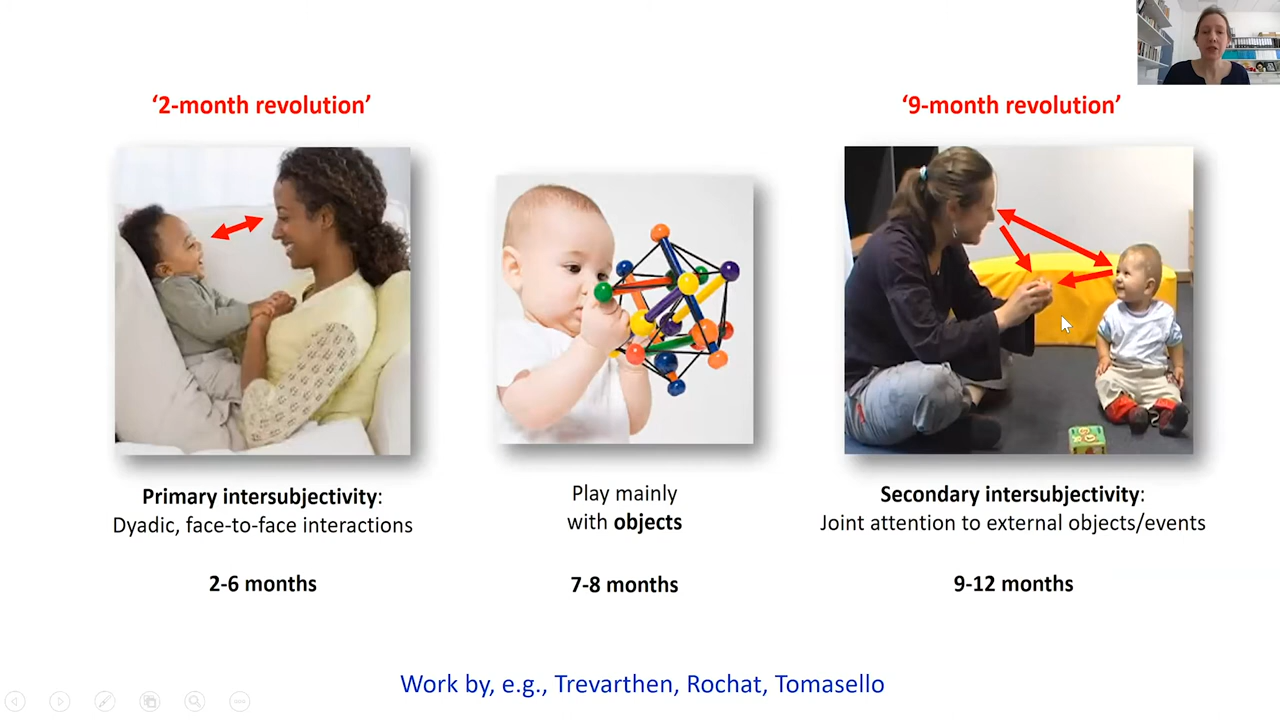 ‘2-month revolution’
‘9-month revolution’
Primary intersubjectivity:
Dyadic, face-to-face interactions
2-6 months
Play mainly
with objects
7-8 months
Secondary intersubjectivity:
Joint attention to external objects/events
9-12 months
Work by, e.g., Trevarthen, Rochat, Tomasello